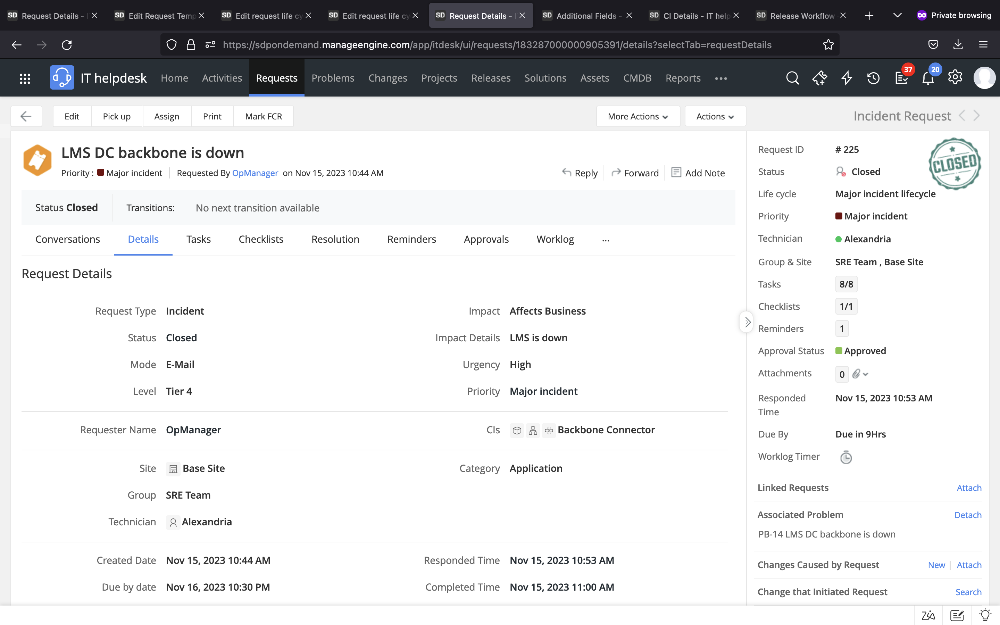 SD Request Details - SD Edit Request Temp SD Edit request life cy SD Edit request life cy SD Request Details - SD Additional Fields - SD CI Details - IT help SD Release Workflow Private browsing
https://sdpondemand.manageengine.com/app/itdesk/ui/requests/183287000000905391/details?selectTab=requestDetails
IT helpdesk Home Activities Requests Problems Changes Projects Releases Solutions Assets CMDB Reports ••• 37 20
Edit Pick up Assign Print Mark FCR More Actions Actions Incident Request
LMS DC backbone is down
Priority : Major incident Requested By OpManager on Nov 15, 2023 10:44 AM Reply Forward Add Note
Status Closed Transitions: No next transition available
Conversations Details Tasks Checklists Resolution Reminders Approvals Worklog ...
Request Details
Request Type Incident Impact Affects Business
Status Closed Impact Details LMS is down
Mode E-Mail Urgency High
Level Tier 4 Priority Major incident
Requester Name OpManager CIs Backbone Connector
Site Base Site Category Application
Group SRE Team
Technician Alexandria
Created Date Nov 15, 2023 10:44 AM Responded Time Nov 15, 2023 10:53 AM
Due by date Nov 16, 2023 10:30 PM Completed Time Nov 15, 2023 11:00 AM
Request ID # 225
CLOSED
Status Closed
Life cycle Major incident lifecycle
Priority Major incident
Technician Alexandria
Group & Site SRE Team , Base Site
Tasks 8/8
Checklists 1/1
Reminders 1
Approval Status Approved
Attachments 0
Responded Time Nov 15, 2023 10:53 AM
Due By Due in 9Hrs
Worklog Timer
Linked Requests Attach
Associated Problem Detach
PB-14 LMS DC backbone is down
Changes Caused by Request New | Attach
Change that Initiated Request Search